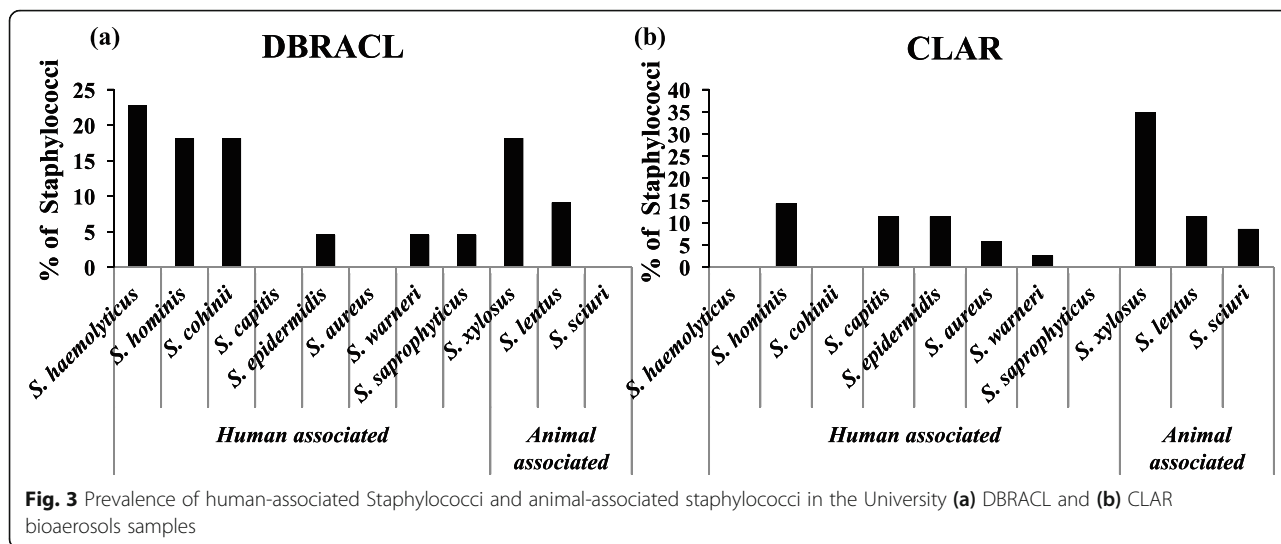 (a)
DBRACL
% of Staphylococci
25
20
15
10
5
0
S. haemolyticus
S. hominis
S. cohinii
S. capitis
S. epidermidis
S. aureus
S. warneri
S. saprophyticus
S. xylosus
S. lentus
S. sciuri
Human associated
Animal
associated
(b)
CLAR
% of Staphylococci
40
35
30
25
20
15
10
5
0
S. haemolyticus
S. hominis
S. cohinii
S. capitis
S. epidermidis
S. aureus
S. warneri
S. saprophyticus
S. xylosus
S. lentus
S. sciuri
Human associated
Animal
associated
Fig. 3 Prevalence of human-associated Staphylococci and animal-associated staphylococci in the University (a) DBRACL and (b) CLAR
bioaerosols samples